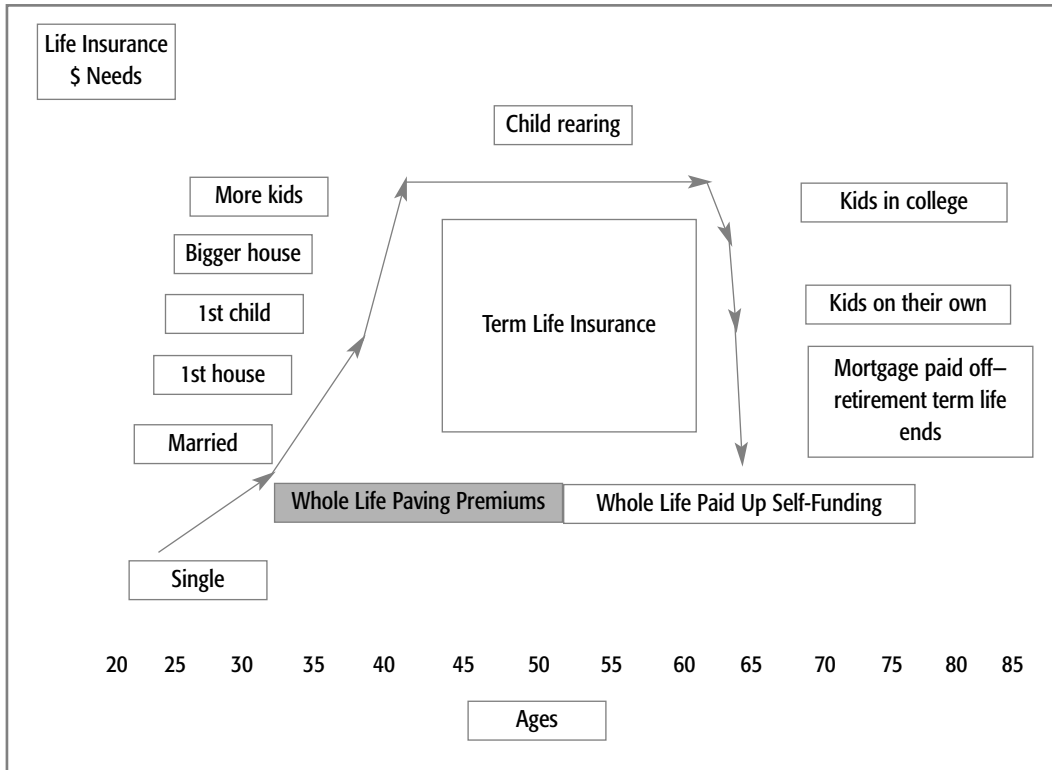 Life Insurance
$ Needs
Child rearing
More kids
Kids in college
Bigger house
1st child
Kids on their own
Term Life Insurance
1st house
Mortgage paid off–
retirement term life
ends
Married
Whole Life Paving Premiums
Whole Life Paid Up Self-Funding
Single
20 25 30 35 40 45 50 55 60 65 70 75 80 85
Ages